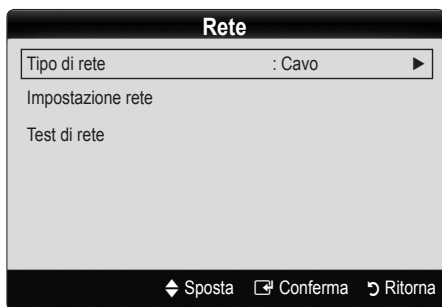 Rete
Tipo di rete : Cavo ►
Impostazione rete
Test di rete
Sposta Conferma Ritorna